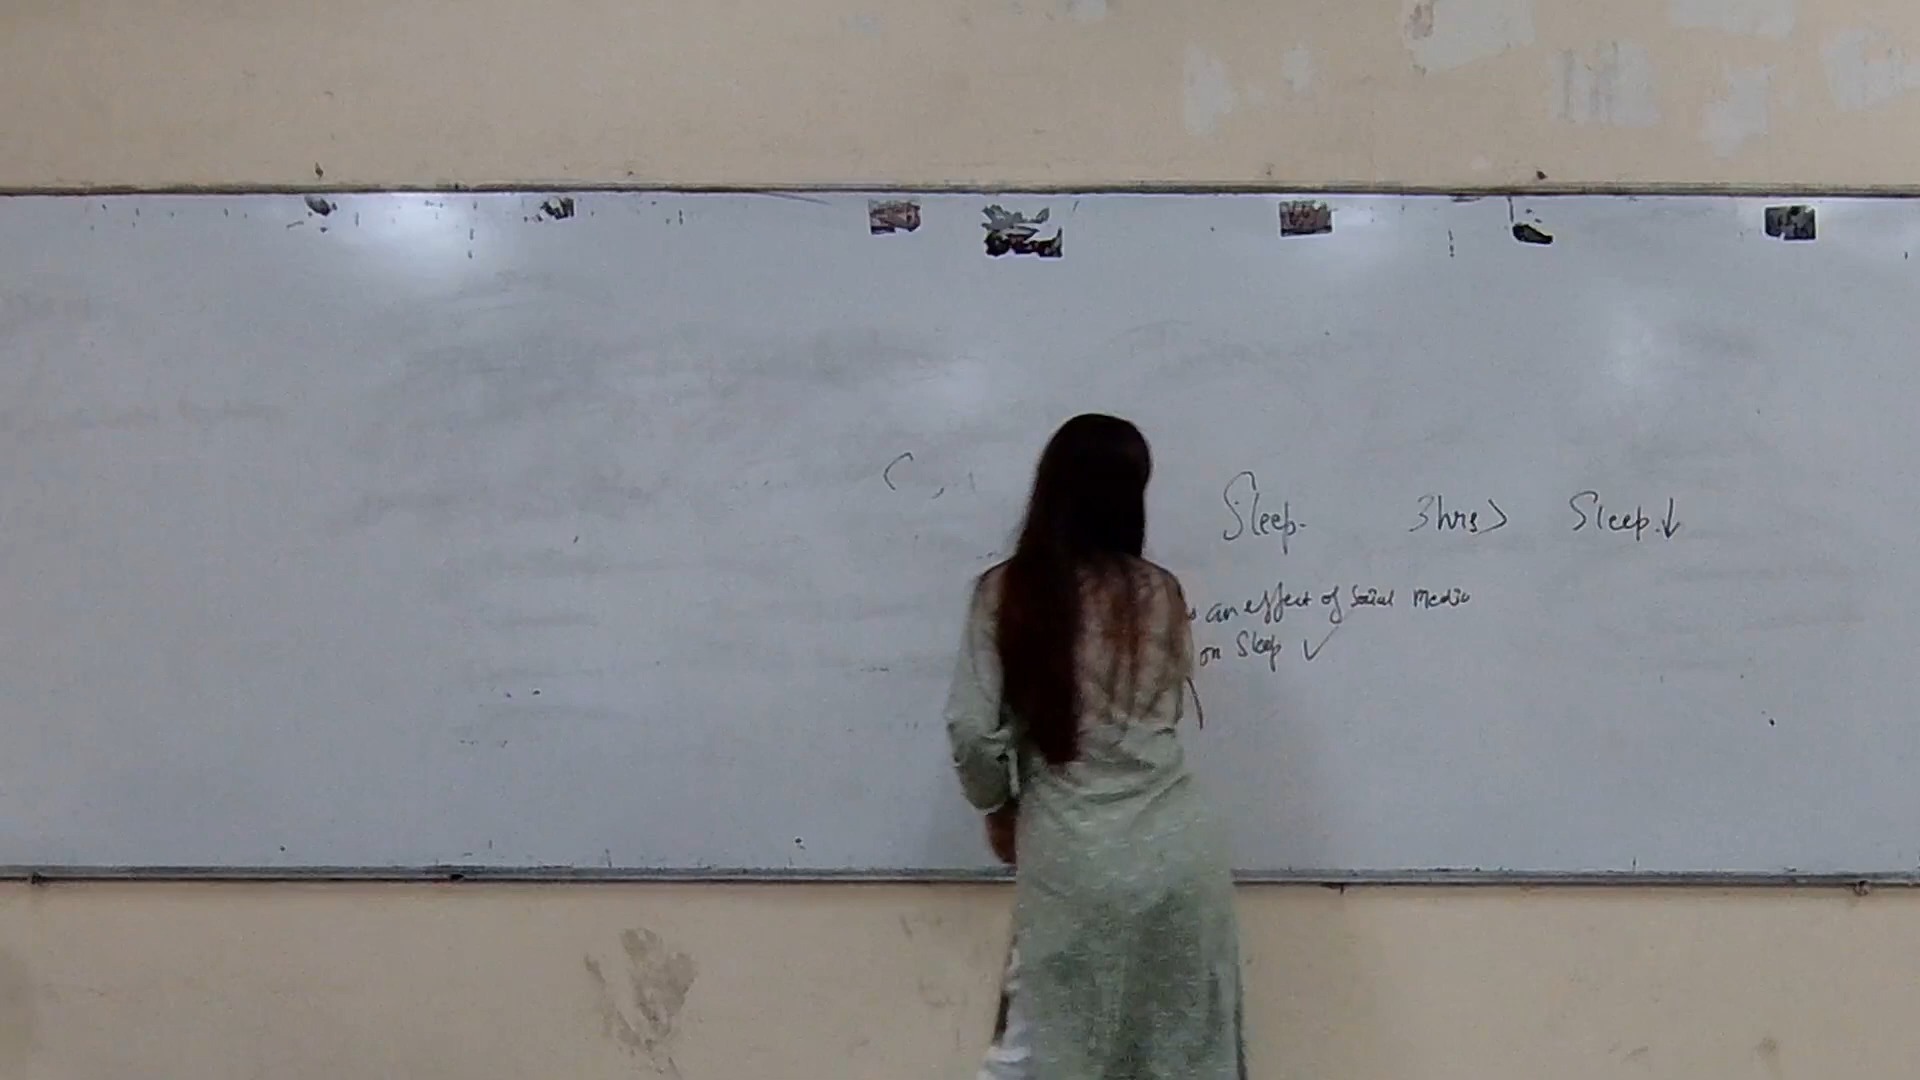 Sleep. 3hrs> Sleep.↓
an effect of Social Media
on Sleep ✓